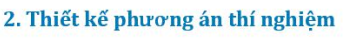 2. Thiết kế phương án thí nghiệm